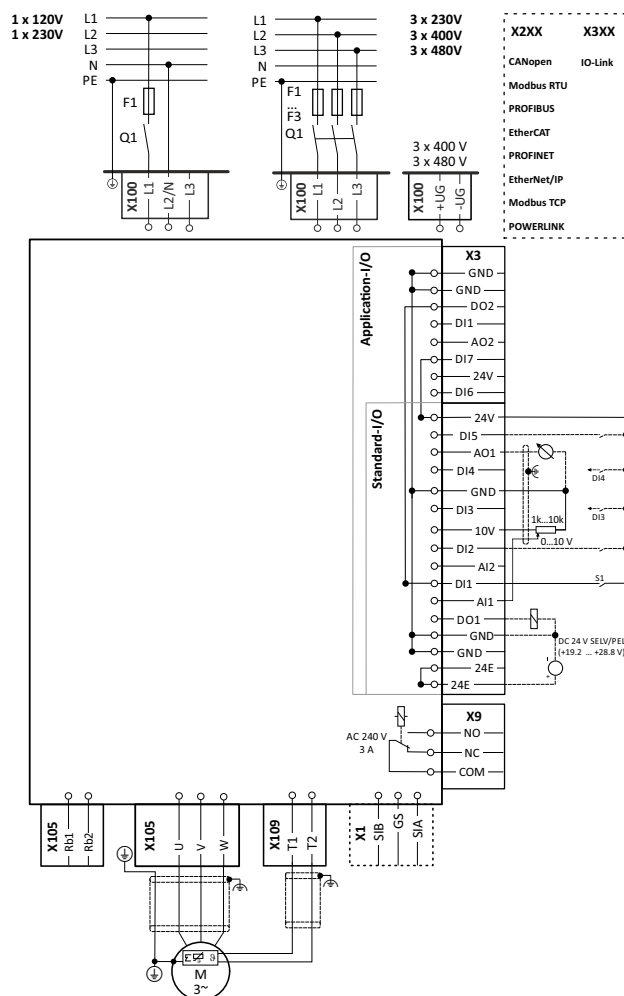 1 x 120V
1 x 230V
L1
L2
L3
N
PE
F1
Q1
X100
L1
L2/N
L3
3 x 230V
3 x 400V
3 x 480V
L1
L2
L3
N
PE
F1
...
F3
Q1
X100
L1
L2
L3
3 x 400 V
3 x 480 V
X100
+UG
-UG
X2XX X3XX
CANopen IO-Link
Modbus RTU
PROFIBUS
EtherCAT
PROFINET
EtherNet/IP
Modbus TCP
POWERLINK
Application-I/O
X3
GND
GND
DO2
DI1
AO2
DI7
24V
DI6
Standard-I/O
24V
DI5
AO1
DI4
DI4
GND
DI3
DI3
1k...10k
10V
0...10 V
DI2
AI2
DI1
S1
AI1
DO1
GND
DC 24 V SELV/PEL
(+19.2 ... +28.8 V)
GND
24E
24E
X9
AC 240 V
3 A
NO
NC
COM
X105
Rb1
Rb2
X105
U
V
W
X109
T1
T2
X1
SIB
GS
SIA
ϑ
M
3~